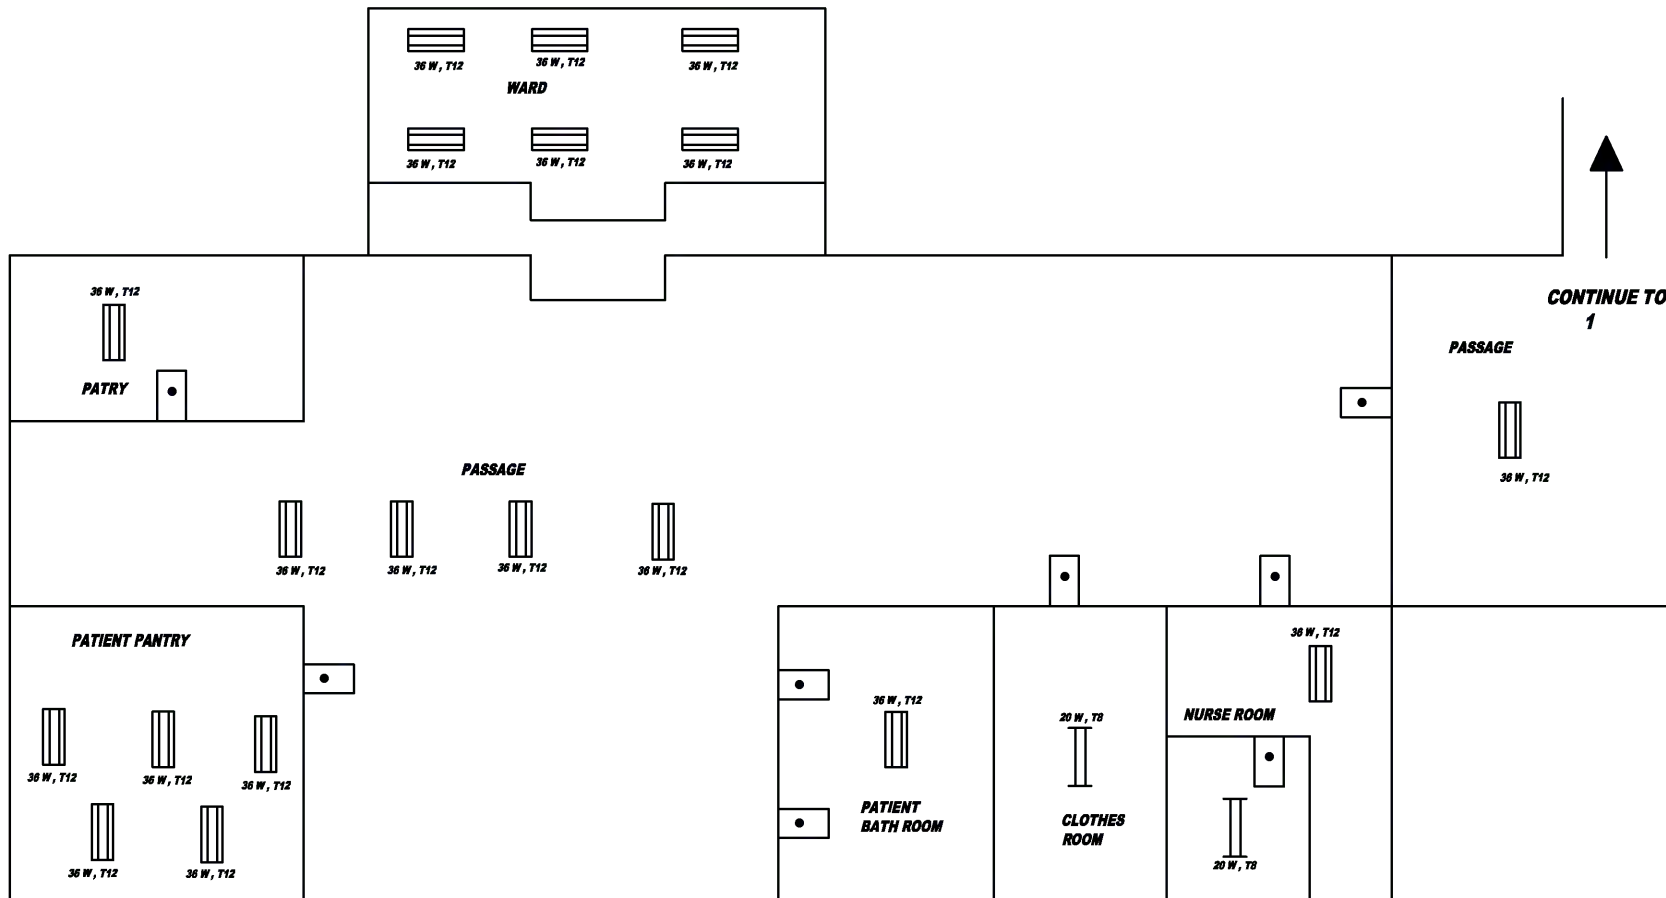 36 W, T12
36 W, T12
36 W, T12
WARD
36 W, T12
36 W, T12
36 W, T12
36 W, T12
PATRY
CONTINUE TO
1
PASSAGE
36 W, T12
PASSAGE
36 W, T12
36 W, T12
36 W, T12
36 W, T12
PATIENT PANTRY
36 W, T12
36 W, T12
36 W, T12
36 W, T12
36 W, T12
36 W, T12
PATIENT
BATH ROOM
20 W, T8
CLOTHES
ROOM
36 W, T12
NURSE ROOM
20 W, T8